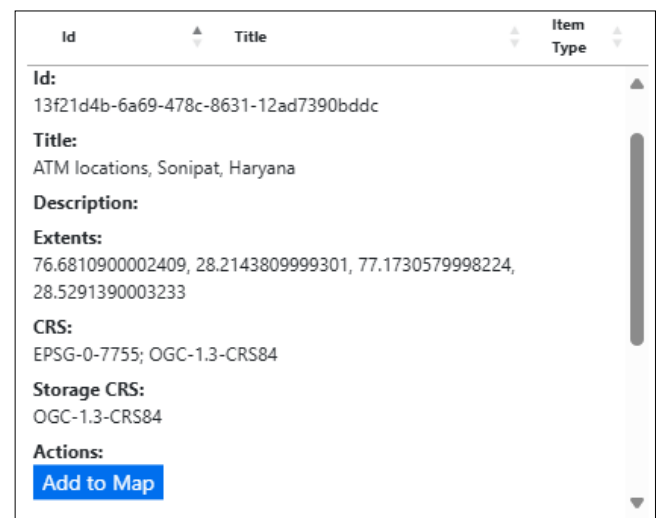 Id Title Item
Type
Id:
13f21d4b-6a69-478c-8631-12ad7390bddc
Title:
ATM locations, Sonipat, Haryana
Description:
Extents:
76.6810900002409, 28.2143809999301, 77.1730579998224,
28.5291390003233
CRS:
EPSG-0-7755; OGC-1.3-CRS84
Storage CRS:
OGC-1.3-CRS84
Actions:
Add to Map